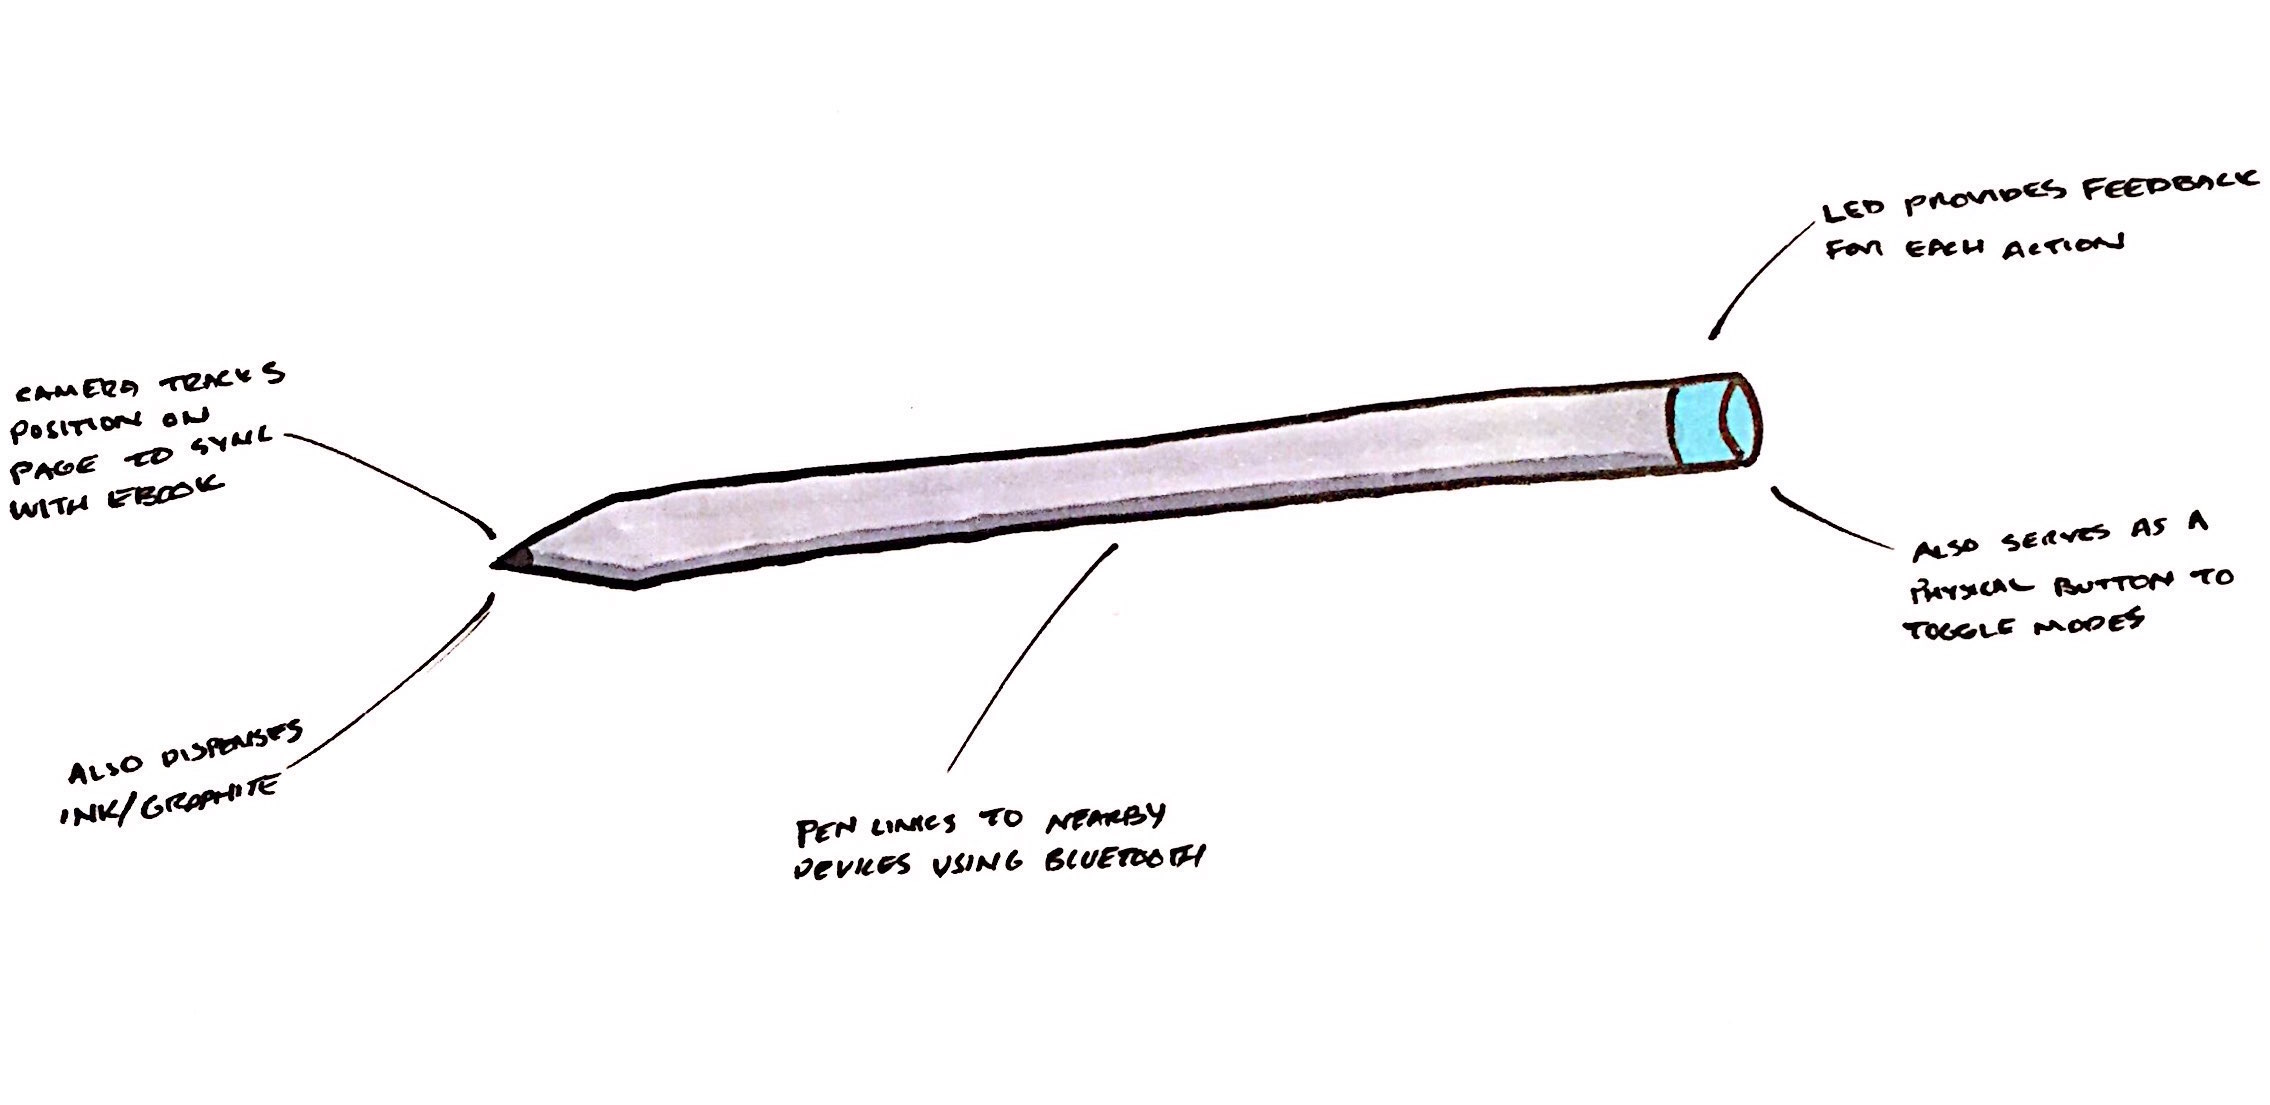 LED PROVIDES FEEDBACK
FOR EACH ACTION
CAMERA TRACKS
POSITION ON
PAGE TO SYNC
WITH EBOOK
ALSO SERVES AS A
PHYSICAL BUTTON TO
TOGGLE MODES
ALSO DISPENSES
INK/GRAPHITE
PEN LINKS TO NEARBY
DEVICES USING BLUETOOTH